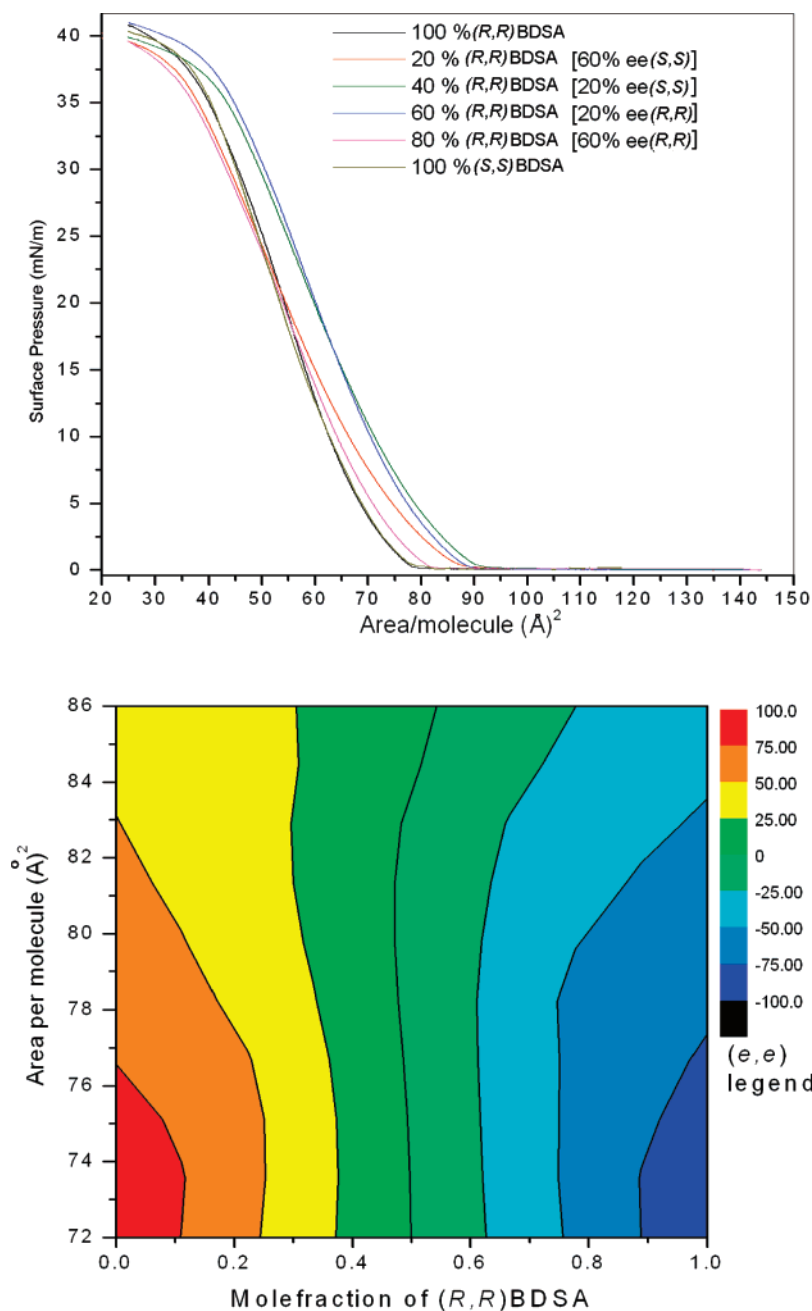 100 %(R,R)BDSA
20 %(R,R)BDSA [60% ee(S,S)]
40 %(R,R)BDSA [20% ee(S,S)]
60 %(R,R)BDSA [20% ee(R,R)]
80 %(R,R)BDSA [60% ee(R,R)]
100 %(S,S)BDSA
Surface Pressure (mN/m)
40
35
30
25
20
15
10
5
0
20 30 40 50 60 70 80 90 100 110 120 130 140 150
Area/molecule (Å)²
Area per molecule (Å)²
86
84
82
80
78
76
74
72
0.0 0.2 0.4 0.6 0.8 1.0
Molefraction of (R,R)BDSA
100.0
75.00
50.00
25.00
0
-25.00
-50.00
-75.00
-100.0
(e,e)
legend